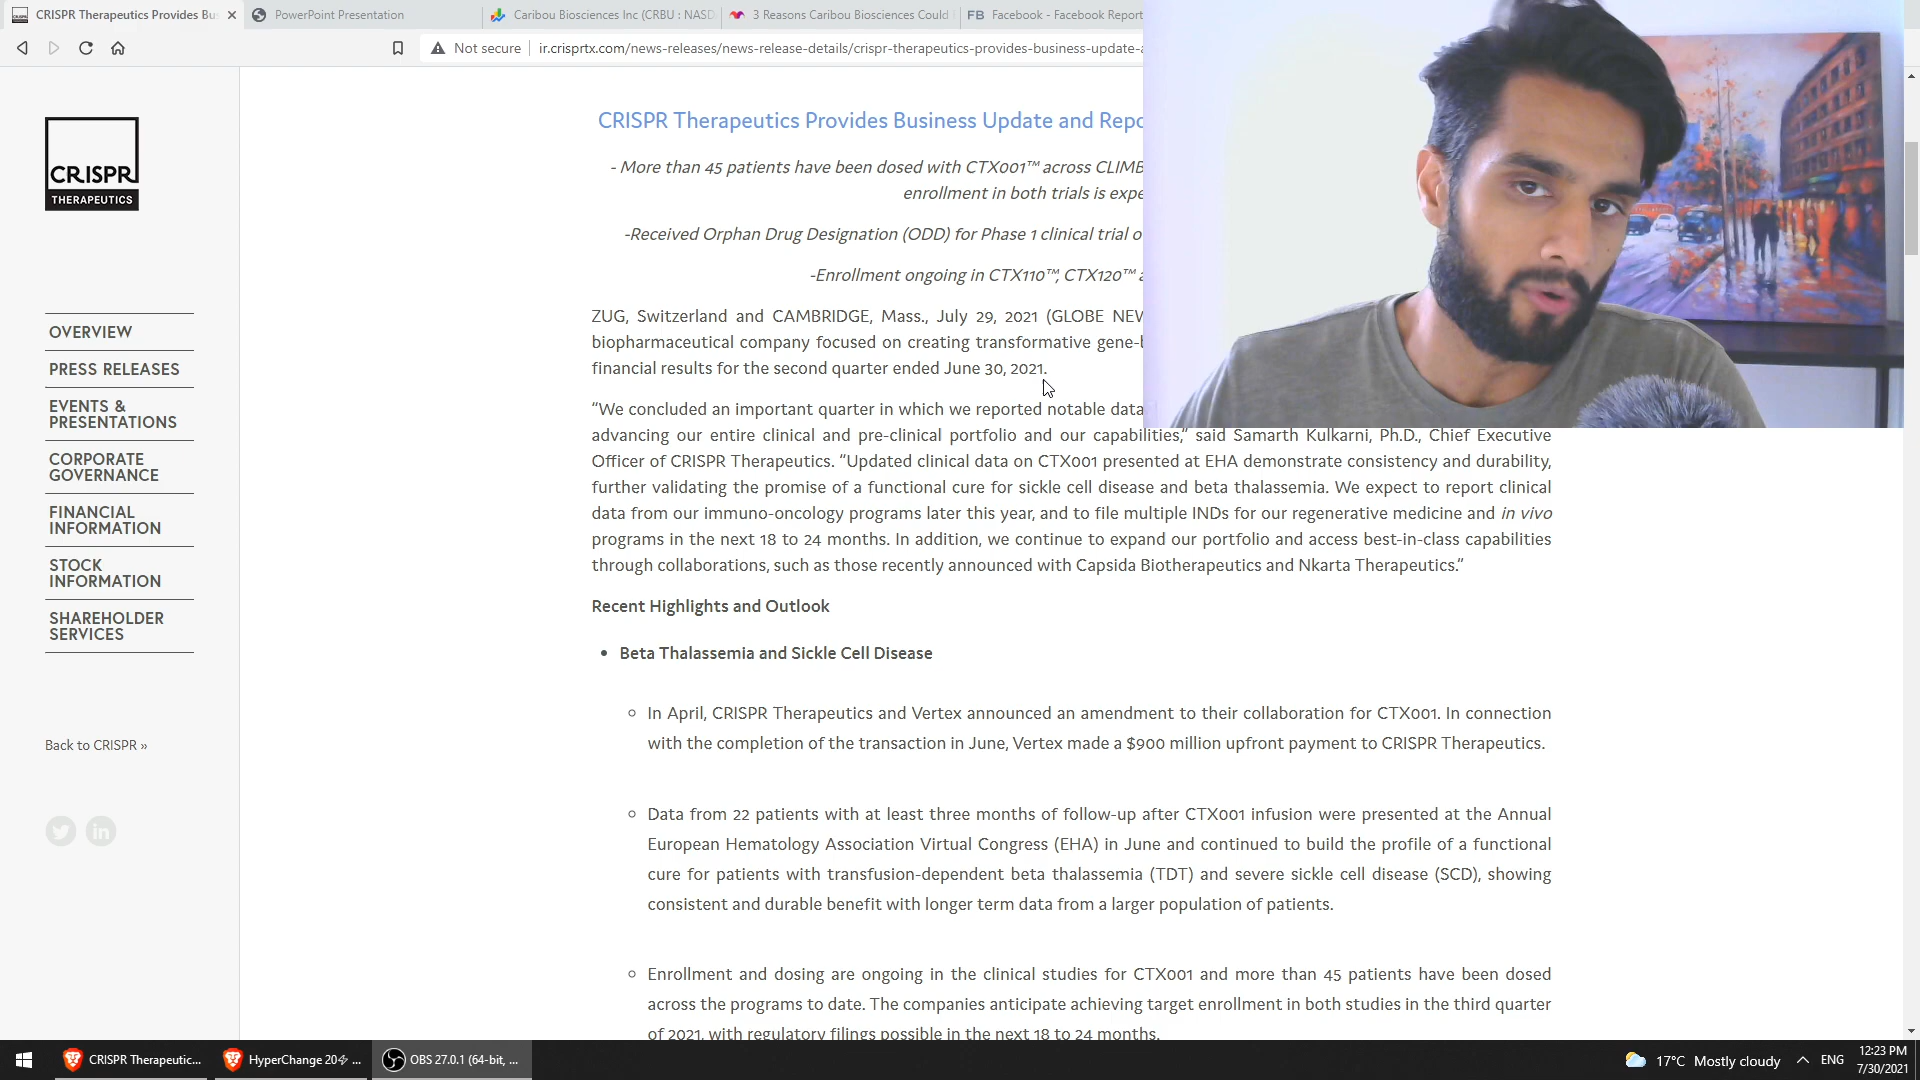 CRISPR Therapeutics Provides Bus
PowerPoint Presentation
Caribou Biosciences Inc (CRBU : NASD
3 Reasons Caribou Biosciences Could
FB Facebook - Facebook Report
Not secure
ir.crisprtx.com/news-releases/news-release-details/crispr-therapeutics-provides-business-update-a
CRISPR
THERAPEUTICS
OVERVIEW
PRESS RELEASES
EVENTS &
PRESENTATIONS
CORPORATE
GOVERNANCE
FINANCIAL
INFORMATION
STOCK
INFORMATION
SHAREHOLDER
SERVICES
Back to CRISPR »
CRISPR Therapeutics Provides Business Update and Repo
- More than 45 patients have been dosed with CTX001™ across CLIMB
enrollment in both trials is expe
-Received Orphan Drug Designation (ODD) for Phase 1 clinical trial o
-Enrollment ongoing in CTX110™, CTX120™ a
ZUG, Switzerland and CAMBRIDGE, Mass., July 29, 2021 (GLOBE NEW
biopharmaceutical company focused on creating transformative gene-b
financial results for the second quarter ended June 30, 2021.
“We concluded an important quarter in which we reported notable data
advancing our entire clinical and pre-clinical portfolio and our capabilities,” said Samarth Kulkarni, Ph.D., Chief Executive
Officer of CRISPR Therapeutics. “Updated clinical data on CTX001 presented at EHA demonstrate consistency and durability,
further validating the promise of a functional cure for sickle cell disease and beta thalassemia. We expect to report clinical
data from our immuno-oncology programs later this year, and to file multiple INDs for our regenerative medicine and in vivo
programs in the next 18 to 24 months. In addition, we continue to expand our portfolio and access best-in-class capabilities
through collaborations, such as those recently announced with Capsida Biotherapeutics and Nkarta Therapeutics.”
Recent Highlights and Outlook
• Beta Thalassemia and Sickle Cell Disease
○ In April, CRISPR Therapeutics and Vertex announced an amendment to their collaboration for CTX001. In connection
with the completion of the transaction in June, Vertex made a $900 million upfront payment to CRISPR Therapeutics.
○ Data from 22 patients with at least three months of follow-up after CTX001 infusion were presented at the Annual
European Hematology Association Virtual Congress (EHA) in June and continued to build the profile of a functional
cure for patients with transfusion-dependent beta thalassemia (TDT) and severe sickle cell disease (SCD), showing
consistent and durable benefit with longer term data from a larger population of patients.
○ Enrollment and dosing are ongoing in the clinical studies for CTX001 and more than 45 patients have been dosed
across the programs to date. The companies anticipate achieving target enrollment in both studies in the third quarter
of 2021, with regulatory filings possible in the next 18 to 24 months.
CRISPR Therapeutic...
HyperChange 20⚡ ...
OBS 27.0.1 (64-bit, ...
17°C Mostly cloudy
ENG
12:23 PM
7/30/2021